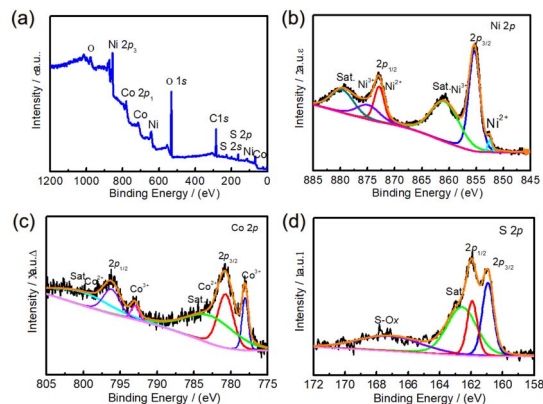 (a)
Intensity / a.u.
O
Ni 2p3
Co 2p1
Co
Ni
O 1s
C1s
S 2p
S 2s
Ni
Co
1200 1000 800 600 400 200 0
Binding Energy / (eV)
(b)
Ni 2p
Intensity /
Sat.
Ni3+
2p1/2
Ni2+
Sat.
Ni3+
2p3/2
Ni2+
885 880 875 870 865 860 855 850 845
Binding Energy / (eV)
(c)
Co 2p
Intensity /
Sat.
Co2+
2p1/2
Co3+
Sat.
Co2+
2p3/2
Co3+
805 800 795 790 785 780 775
Binding Energy / (eV)
(d)
S 2p
Intensity /
S-Ox
Sat.
2p1/2
2p3/2
172 170 168 166 164 162 160 158
Binding Energy / (eV)